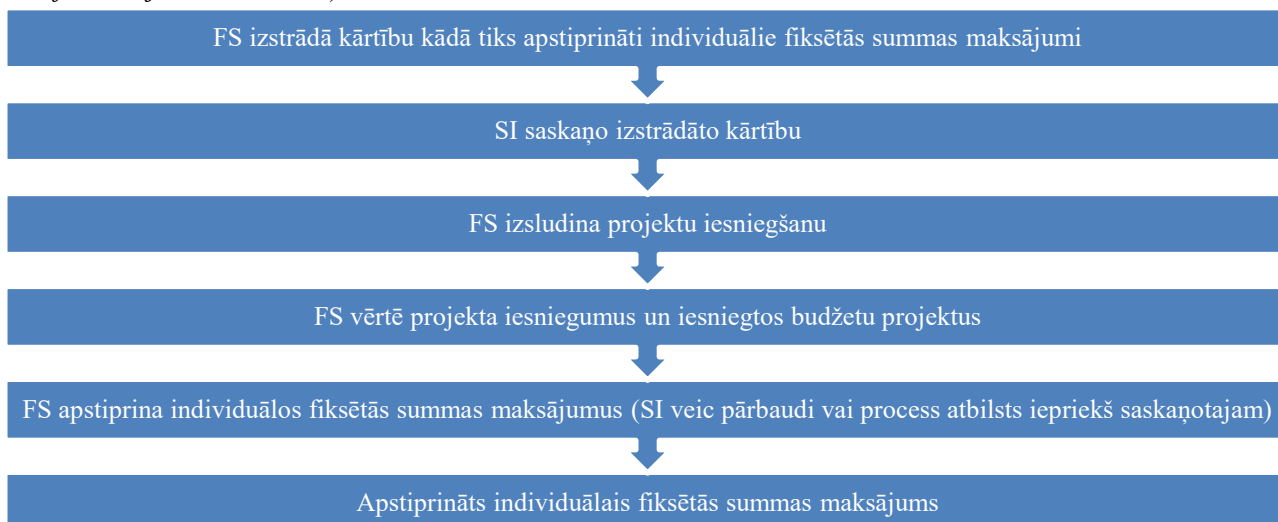 FS izstrādā kārtību kādā tiks apstiprināti individuālie fiksētās summas maksājumi
SI saskaņo izstrādāto kārtību
FS izsludina projektu iesniegšanu
FS vērtē projekta iesniegumus un iesniegtos budžetu projektus
FS apstiprina individuālos fiksētās summas maksājumus (SI veic pārbaudi vai process atbilsts iepriekš saskaņotajam)
Apstiprināts individuālais fiksētās summas maksājums